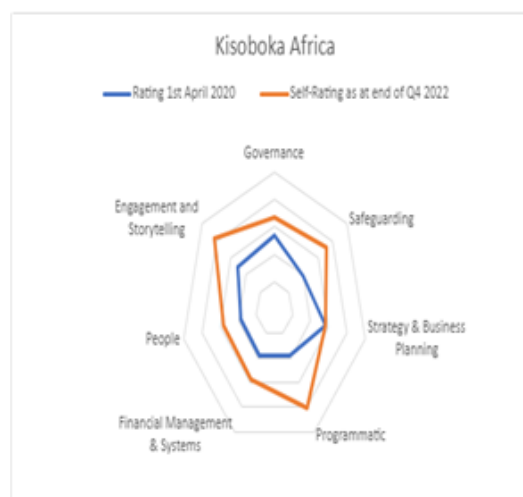 Kisoboka Africa
Rating 1st April 2020
Self-Rating as at end of Q4 2022
Governance
Engagement and
Storytelling
Safeguarding
People
Strategy & Business
Planning
Financial Management
& Systems
Programmatic